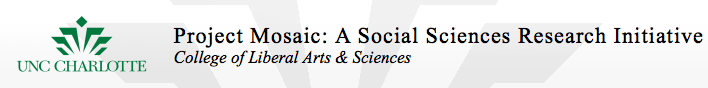 UNC CHARLOTTE
Project Mosaic: A Social Sciences Research Initiative
College of Liberal Arts & Sciences